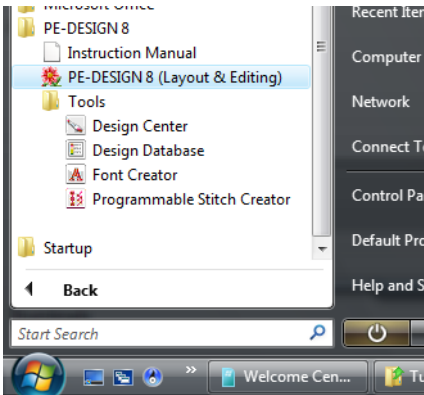 Microsoft Office
PE-DESIGN 8
Instruction Manual
PE-DESIGN 8 (Layout & Editing)
Tools
Design Center
Design Database
Font Creator
Programmable Stitch Creator
Startup
Back
Start Search
Recent Iter
Computer
Network
Connect T
Control Pa
Default Pro
Help and S
Welcome Cen...
Tu